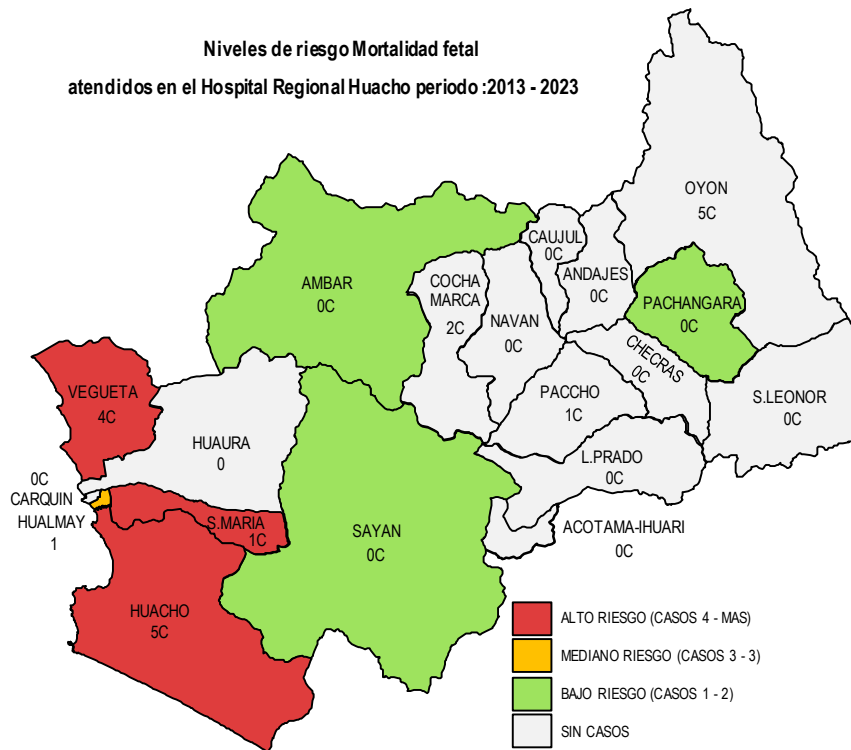 Niveles de riesgo Mortalidad fetal
atendidos en el Hospital Regional Huacho periodo :2013 - 2023
OYON
5C
CAUJUL
0C
ANDAJES
0C
AMBAR
0C
COCHA
MARCA
2C
NAVAN
0C
PACHANGARA
0C
CHECRAS
0C
VEGUETA
4C
PACCHO
1C
S.LEONOR
0C
HUAURA
0
L.PRADO
0C
0C
CARQUIN
HUALMAY
1
S.MARIA
1C
SAYAN
0C
ACOTAMA-IHUARI
0C
HUACHO
5C
ALTO RIESGO (CASOS 4 - MAS)
MEDIANO RIESGO (CASOS 3 - 3)
BAJO RIESGO (CASOS 1 - 2)
SIN CASOS